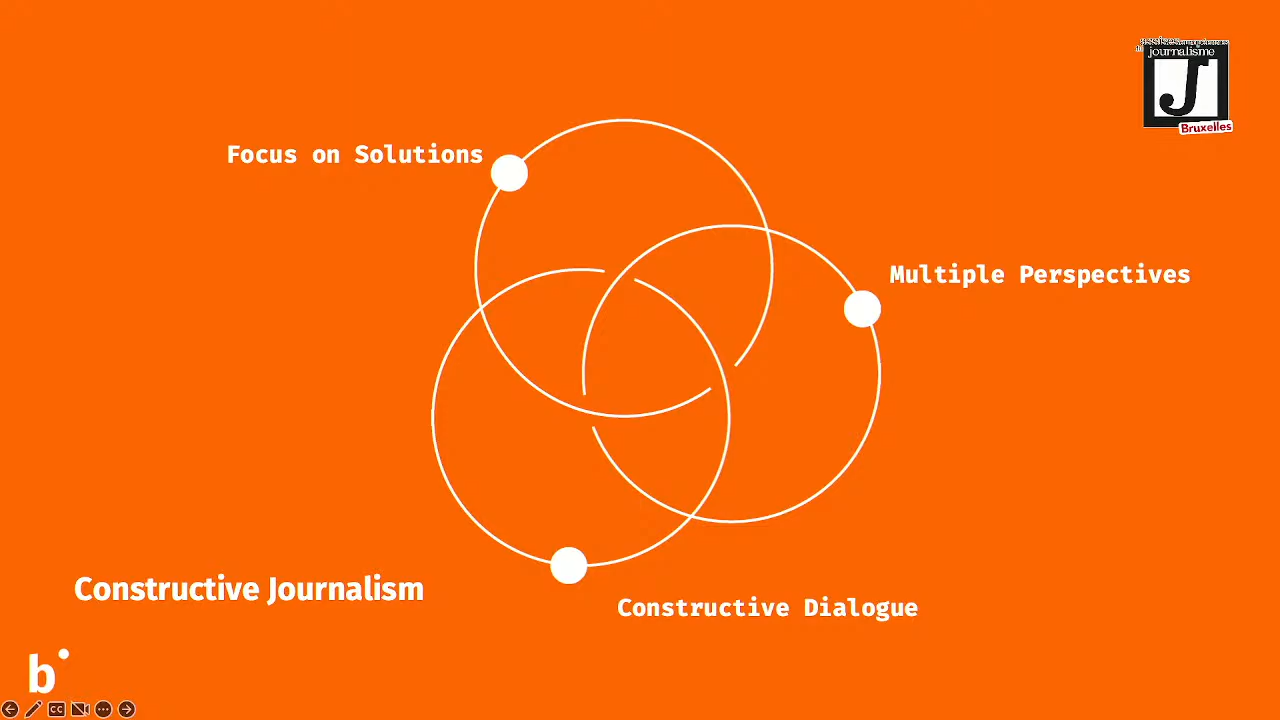 journalisme
J
Bruxelles
Focus on Solutions
Multiple Perspectives
Constructive Journalism
Constructive Dialogue
b
CC